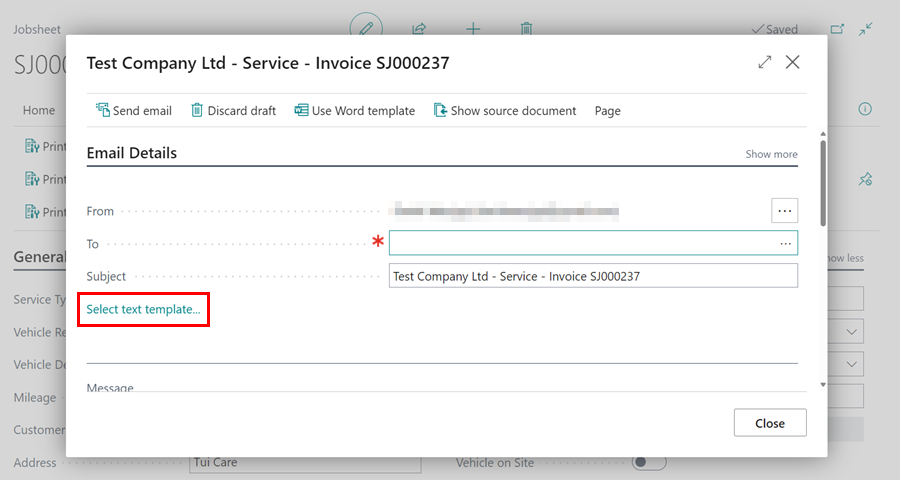 Jobsheet
Saved
SJ000
Test Company Ltd - Service - Invoice SJ000237
Home
Send email
Discard draft
Use Word template
Show source document
Page
Print
Email Details
Show more
Print
From
Print
To
*
General
how less
Subject
Test Company Ltd - Service - Invoice SJ000237
Service Ty
Select text template...
Vehicle Re
Vehicle De
Message
Mileage
Customer
Close
Address
Tui Care
Vehicle on Site